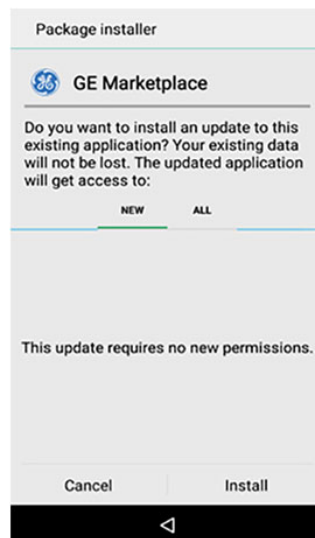 Package installer
GE Marketplace
Do you want to install an update to this
existing application? Your existing data
will not be lost. The updated application
will get access to:
NEW ALL
This update requires no new permissions.
Cancel Install